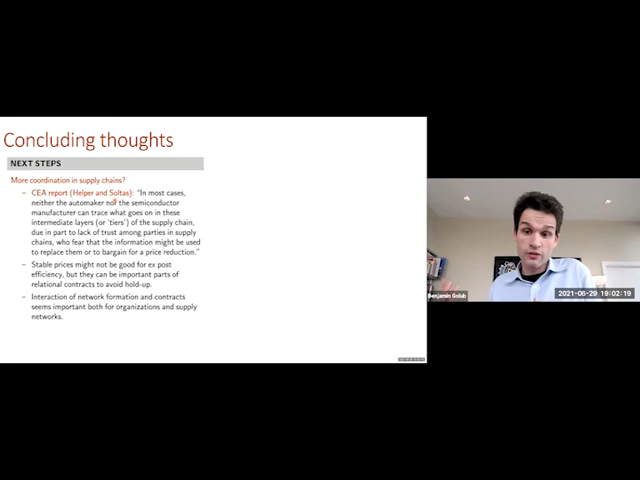 Concluding thoughts
NEXT STEPS
More coordination in supply chains?
– CEA report (Helper and Soltas): “In most cases,
neither the automaker nor the semiconductor
manufacturer can trace what goes on in these
intermediate layers (or ‘tiers’) of the supply chain,
due in part to lack of trust among parties in supply
chains, who fear that the information might be used
to replace them or to bargain for a price reduction.”
– Stable prices might not be good for ex post
efficiency, but they can be important parts of
relational contracts to avoid hold-up.
– Interaction of network formation and contracts
seems important both for organizations and supply
networks.
Benjamin Golub
2021-06-29 19:02:19